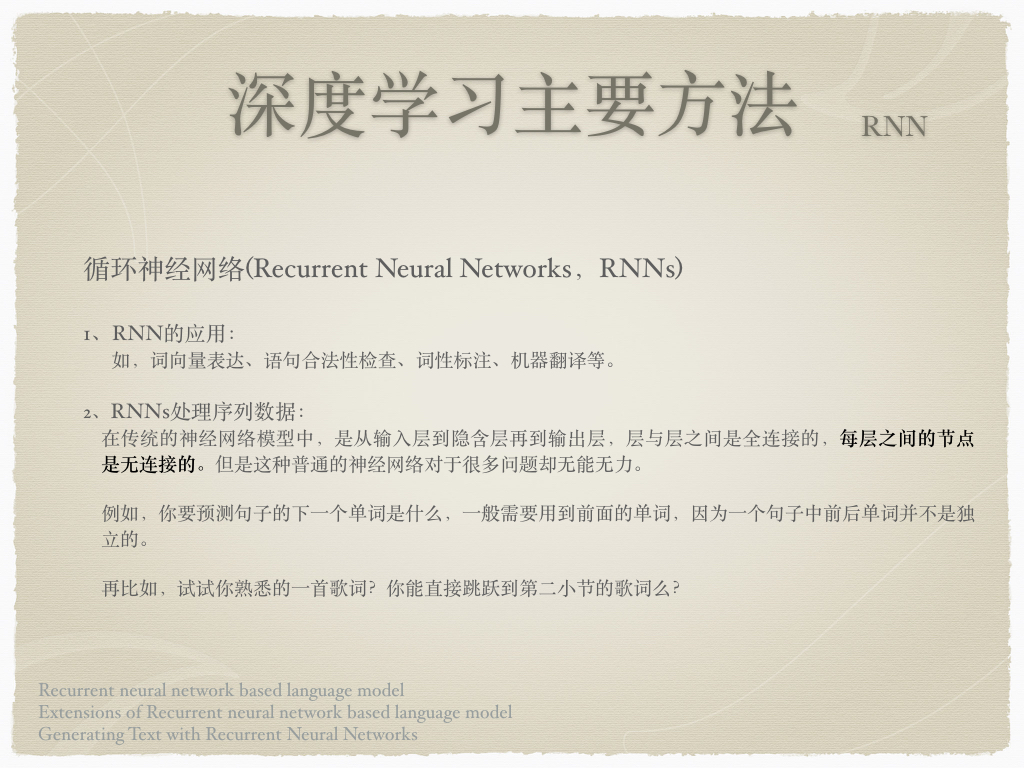 深度学习主要方法 RNN
循环神经网络(Recurrent Neural Networks，RNNs)
1、RNN的应用：
如，词向量表达、语句合法性检查、词性标注、机器翻译等。
2、RNNs处理序列数据：
在传统的神经网络模型中，是从输入层到隐含层再到输出层，层与层之间是全连接的，每层之间的节点
是无连接的。但是这种普通的神经网络对于很多问题却无能无力。
例如，你要预测句子的下一个单词是什么，一般需要用到前面的单词，因为一个句子中前后单词并不是独
立的。
再比如，试试你熟悉的一首歌词？你能直接跳跃到第二小节的歌词么？
Recurrent neural network based language model
Extensions of Recurrent neural network based language model
Generating Text with Recurrent Neural Networks